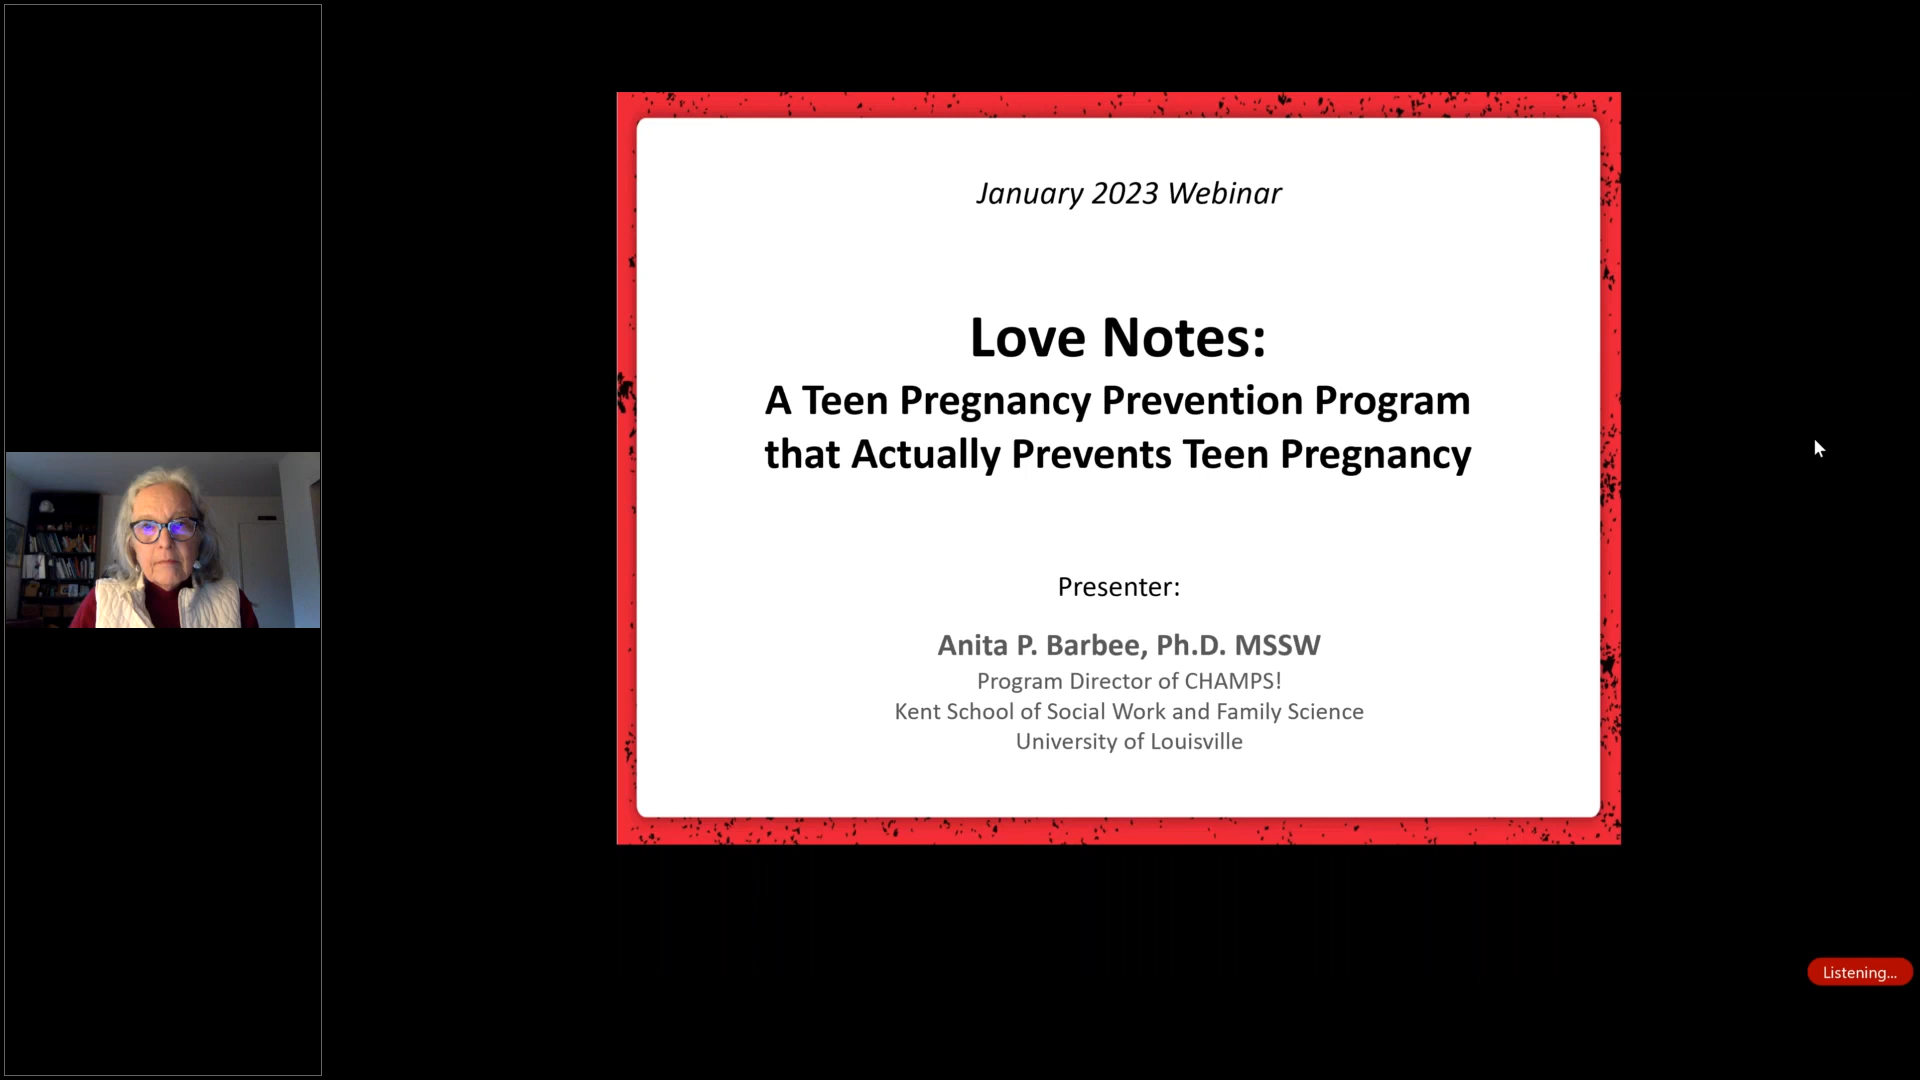 January 2023 Webinar
Love Notes:
A Teen Pregnancy Prevention Program
that Actually Prevents Teen Pregnancy
Presenter:
Anita P. Barbee, Ph.D. MSSW
Program Director of CHAMPS!
Kent School of Social Work and Family Science
University of Louisville
Listening...